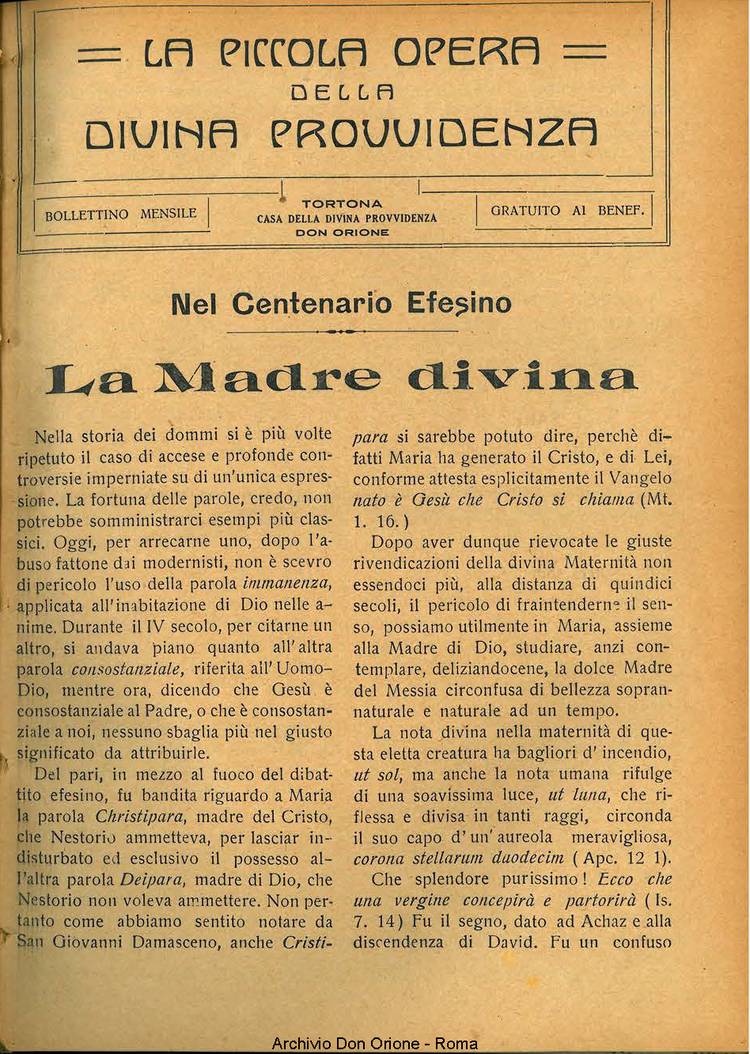 LA PICCOLA OPERA
DELLA
DIVINA PROVVIDENZA
BOLLETTINO MENSILE
TORTONA
CASA DELLA DIVINA PROVVIDENZA
DON ORIONE
GRATUITO AI BENEF.
Nel Centenario Efesino
La Madre divina
Nella storia dei dommi si è più volte
ripetuto il caso di accese e profonde con-
troversie imperniate su di un'unica espres-
sione. La fortuna delle parole, credo, non
potrebbe somministrarci esempi più clas-
sici. Oggi, per arrecarne uno, dopo l'a-
buso fattone dai modernisti, non è scevro
di pericolo l'uso della parola immanenza,
applicata all'inabitazione di Dio nelle a-
nime. Durante il IV secolo, per citarne un
altro, si andava piano quanto all'altra
parola consostanziale, riferita all'Uomo-
Dio, mentre ora, dicendo che Gesù è
consostanziale al Padre, o che è consostan-
ziale a noi, nessuno sbaglia più nel giusto
significato da attribuirle.
Del pari, in mezzo al fuoco del dibat-
tito efesino, fu bandita riguardo a Maria
la parola Christipara, madre del Cristo,
che Nestorio ammetteva, per lasciar in-
disturbato ed esclusivo il possesso al-
l'altra parola Deipara, madre di Dio, che
Nestorio non voleva ammettere. Non per-
tanto come abbiamo sentito notare da
San Giovanni Damasceno, anche Cristi-
para si sarebbe potuto dire, perchè di-
fatti Maria ha generato il Cristo, e di Lei,
conforme attesta esplicitamente il Vangelo
nato è Gesù che Cristo si chiama (Mt.
1. 16.)
Dopo aver dunque rievocate le giuste
rivendicazioni della divina Maternità non
essendoci più, alla distanza di quindici
secoli, il pericolo di fraintenderne il sen-
so, possiamo utilmente in Maria, assieme
alla Madre di Dio, studiare, anzi con-
templare, deliziandocene, la dolce Madre
del Messia circonfusa di bellezza sopran-
naturale e naturale ad un tempo.
La nota divina nella maternità di que-
sta eletta creatura ha bagliori d' incendio,
ut sol, ma anche la nota umana rifulge
di una soavissima luce, ut luna, che ri-
flessa e divisa in tanti raggi, circonda
il suo capo d' un' aureola meravigliosa,
corona stellarum duodecim (Apc. 12 1).
Che splendore purissimo! Ecco che
una vergine concepirà e partorirà (Is.
7. 14) Fu il segno, dato ad Achaz e alla
discendenza di David. Fu un confuso
Archivio Don Orione - Roma